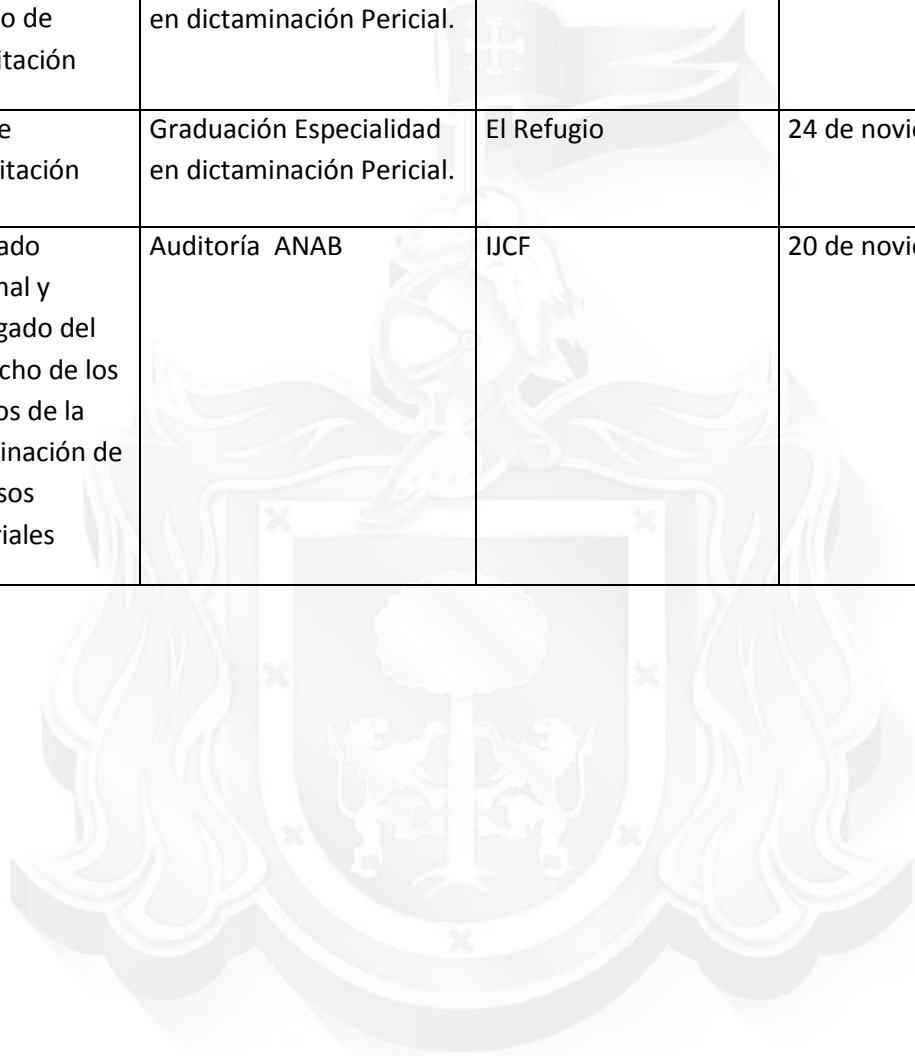 o de
itación
en dictaminación Pericial.
e
itación
Graduación Especialidad
en dictaminación Pericial.
El Refugio
24 de novie
ado
nal y
gado del
cho de los
os de la
inación de
sos
riales
Auditoría  ANAB
IJCF
20 de novie